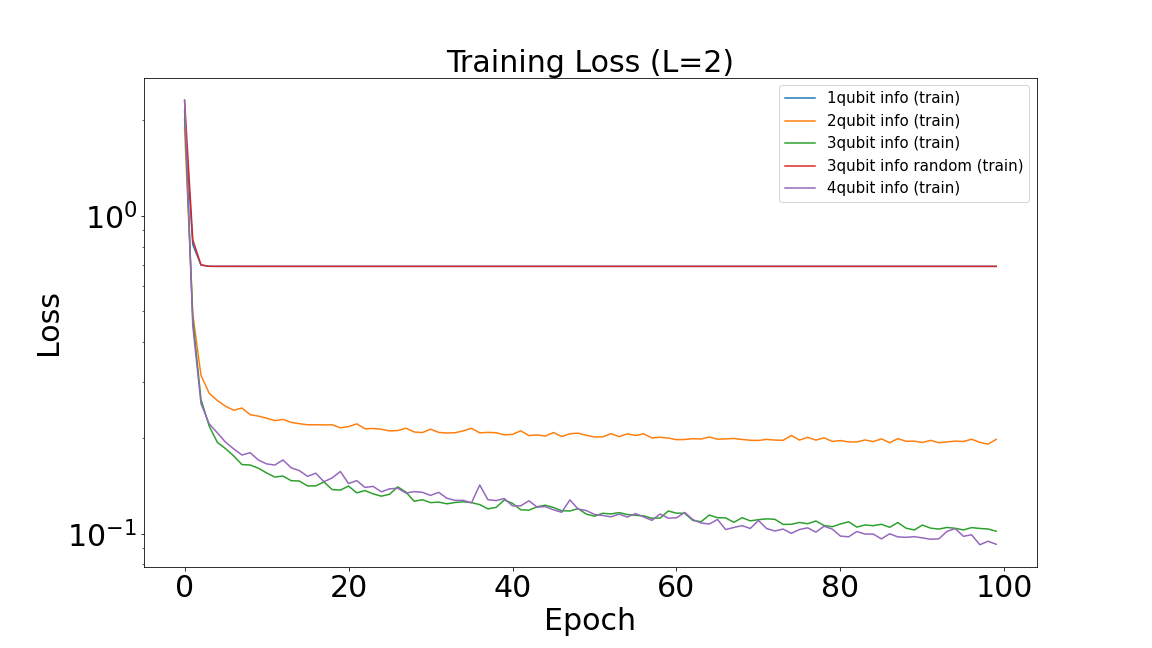 Training Loss (L=2)
1qubit info (train)
2qubit info (train)
3qubit info (train)
3qubit info random (train)
4qubit info (train)
10⁰
10⁻¹
Loss
0 20 40 60 80 100
Epoch